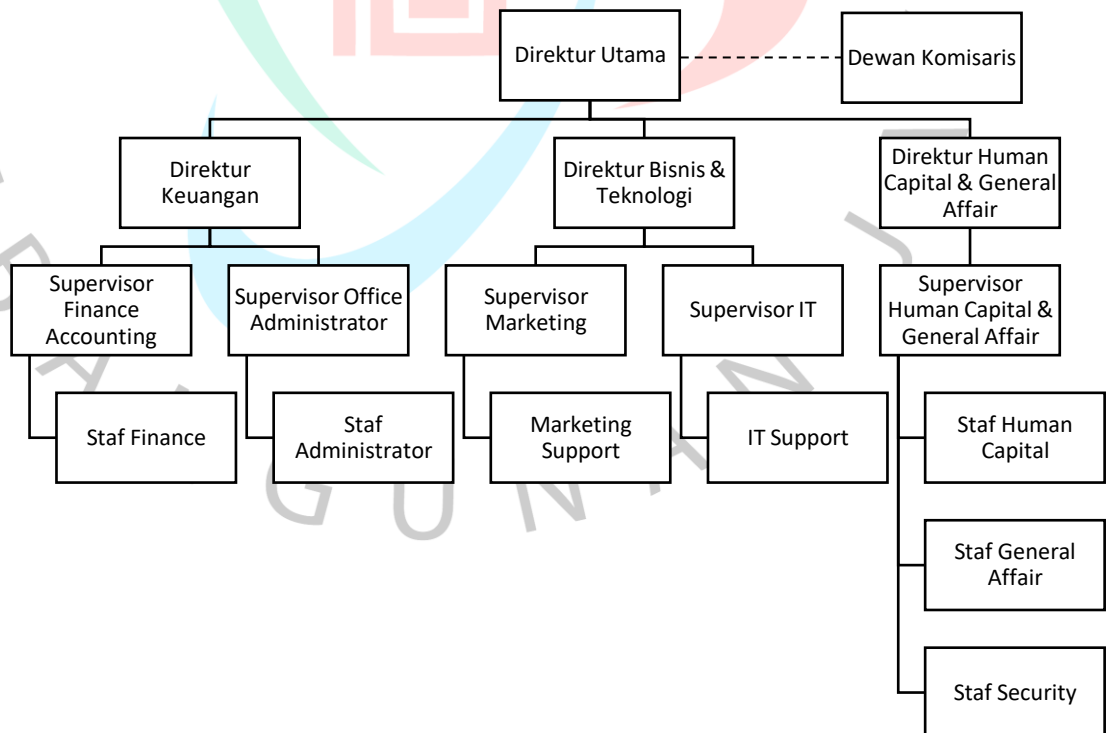 Direktur Utama
Dewan Komisaris
Direktur
Keuangan
Direktur Bisnis &
Teknologi
Direktur Human
Capital & General
Affair
Supervisor
Finance
Accounting
Supervisor Office
Administrator
Supervisor
Marketing
Supervisor IT
Supervisor
Human Capital &
General Affair
Staf Finance
Staf
Administrator
Marketing
Support
IT Support
Staf Human
Capital
Staf General
Affair
Staf Security